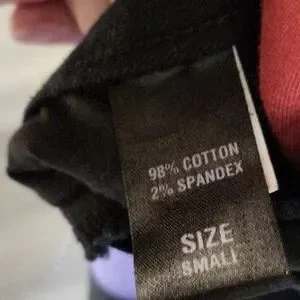 98% COTTON
2% SPANDEX
SIZE
SMALL